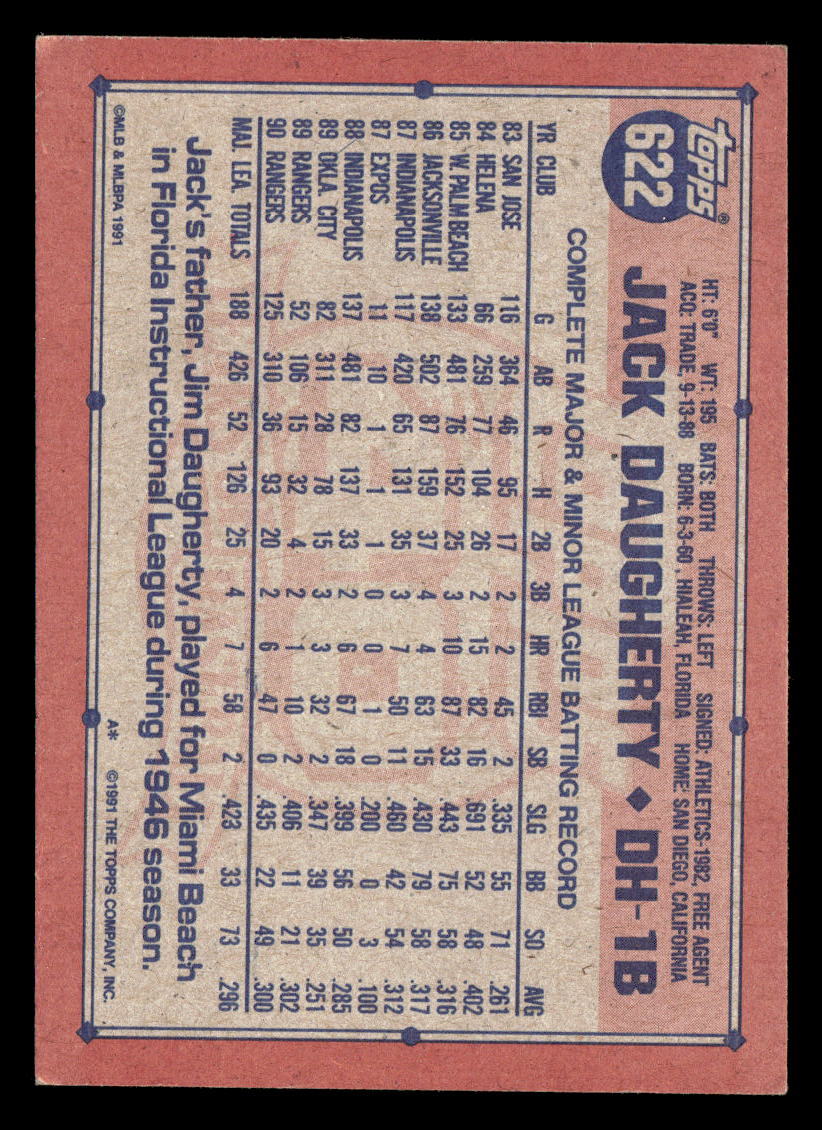 topps®
622
HT: 6'0" WT: 195 BATS: BOTH THROWS: LEFT SIGNED: ATHLETICS-1982, FREE AGENT
ACQ: TRADE, 9-13-88 BORN: 6-3-60, HIALEAH, FLORIDA HOME: SAN DIEGO, CALIFORNIA
JACK DAUGHERTY ◆ DH-1B
COMPLETE MAJOR & MINOR LEAGUE BATTING RECORD
YR CLUB G AB R H 2B 3B HR RBI SB SLG BB SO AVG
83 SAN JOSE 116 364 46 95 17 2 2 45 2 .335 55 71 .261
84 HELENA 66 259 77 104 26 2 15 82 16 .691 52 48 .402
85 W. PALM BEACH 133 481 76 152 25 3 10 87 33 .443 75 58 .316
86 JACKSONVILLE 138 502 87 159 37 4 4 63 15 .430 79 58 .317
87 INDIANAPOLIS 117 420 65 131 35 3 7 50 11 .460 42 54 .312
87 EXPOS 11 10 1 1 1 0 0 1 0 .200 0 3 .100
88 INDIANAPOLIS 137 481 82 137 33 2 6 67 18 .399 56 50 .285
89 OKLA. CITY 82 311 28 78 15 3 3 32 2 .347 39 35 .251
89 RANGERS 52 106 15 32 4 2 1 10 2 .406 11 21 .302
90 RANGERS 125 310 36 93 20 2 6 47 0 .435 22 49 .300
MAJ. LEA. TOTALS 188 426 52 126 25 4 7 58 2 .423 33 73 .296
Jack's father, Jim Daugherty, played for Miami Beach
in Florida Instructional League during 1946 season.
©MLB & MLBPA 1991 A* ©1991 THE TOPPS COMPANY, INC.